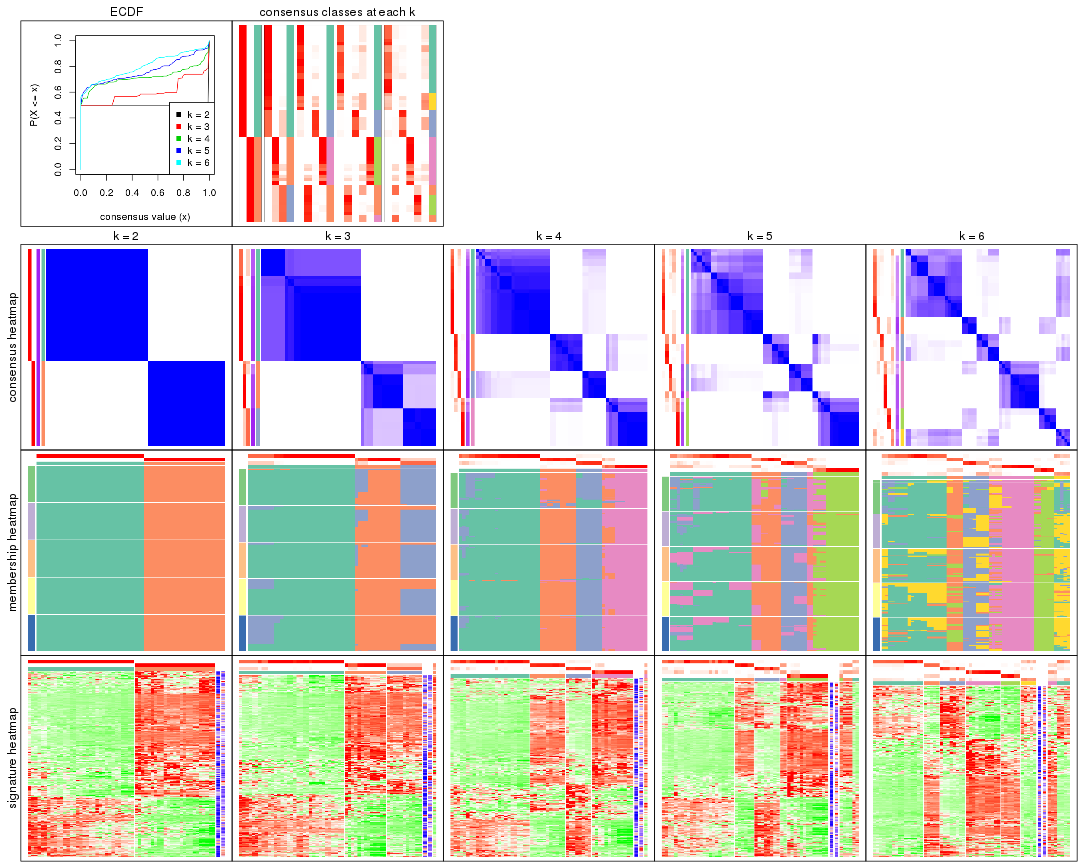 ECDF
consensus classes at each k
P(X <= x)
0.0 0.2 0.4 0.6 0.8 1.0
k = 2
k = 3
k = 4
k = 5
k = 6
0.0 0.2 0.4 0.6 0.8 1.0
consensus value (x)
k = 2
k = 3
k = 4
k = 5
k = 6
consensus heatmap
membership heatmap
signature heatmap